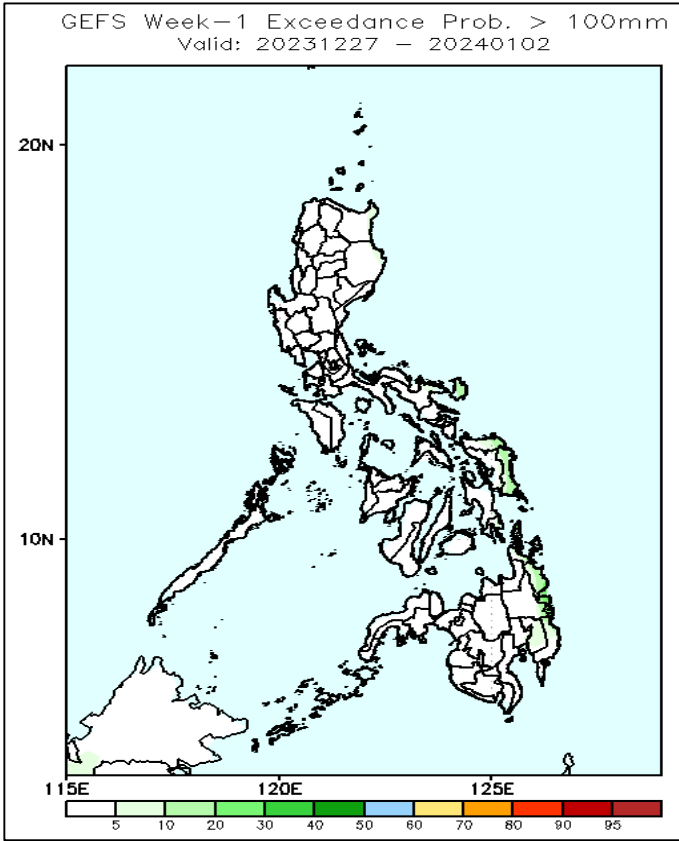 GEFS Week-1 Exceedance Prob. > 100mm
Valid: 20231227 - 20240102
20N
10N
115E 120E 125E
5 10 20 30 40 50 60 70 80 90 95